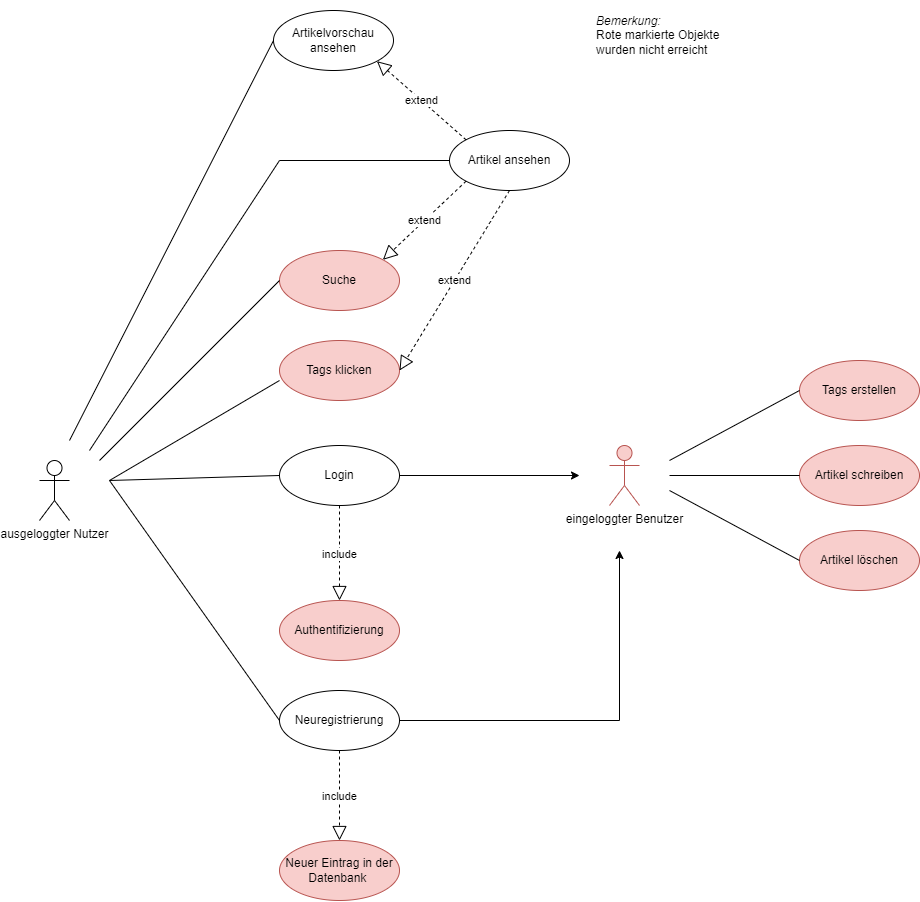 Artikelvorschau
ansehen
Bemerkung:
Rote markierte Objekte
wurden nicht erreicht
extend
Artikel ansehen
extend
Suche
extend
Tags klicken
Tags erstellen
Login
Artikel schreiben
eingeloggter Benutzer
ausgeloggter Nutzer
include
Artikel löschen
Authentifizierung
Neuregistrierung
include
Neuer Eintrag in der
Datenbank